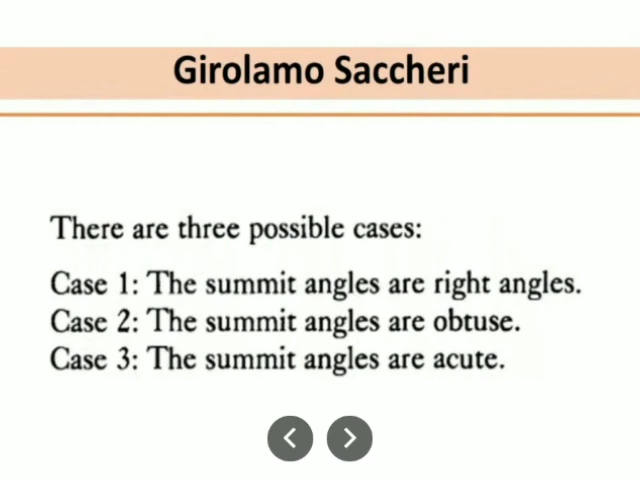 Girolamo Saccheri
There are three possible cases:
Case 1: The summit angles are right angles.
Case 2: The summit angles are obtuse.
Case 3: The summit angles are acute.